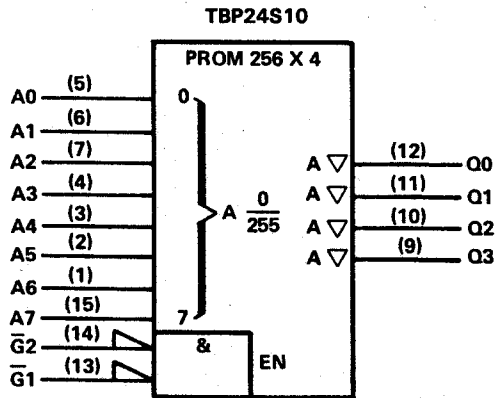 TBP24S10
PROM 256 X 4
A0 (5) 0
A1 (6)
A2 (7) A ▽ (12) Q0
A3 (4) A ▽ (11) Q1
A4 (3) A 0/255 A ▽ (10) Q2
A5 (2) A ▽ (9) Q3
A6 (1)
A7 (15) 7
G̅2 (14) &
G̅1 (13) EN